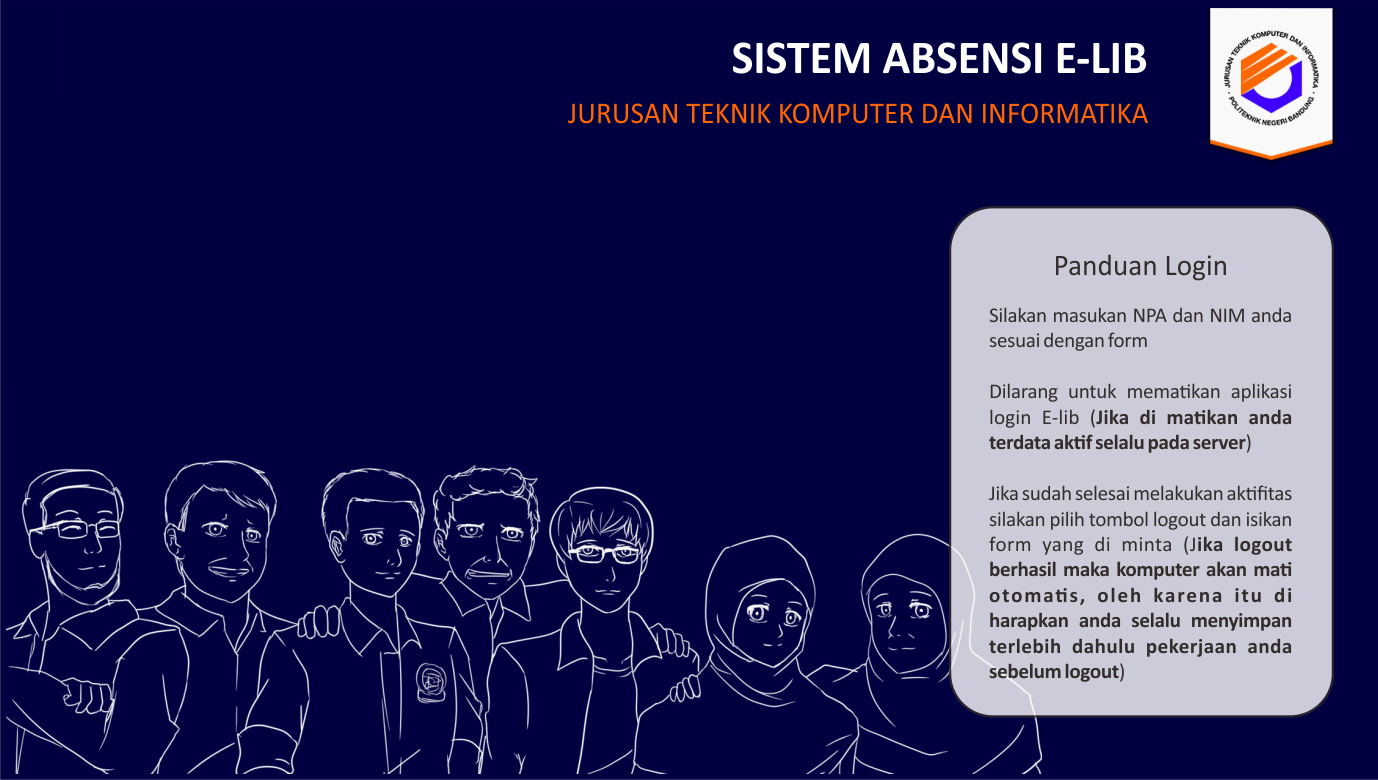 SISTEM ABSENSI E-LIB
JURUSAN TEKNIK KOMPUTER DAN INFORMATIKA
JURUSAN TEKNIK KOMPUTER DAN INFORMATIKA
POLITEKNIK NEGERI BANDUNG
Panduan Login
Silakan masukan NPA dan NIM anda
sesuai dengan form
Dilarang untuk mematikan aplikasi
login E-lib (Jika di matikan anda
terdata aktif selalu pada server)
Jika sudah selesai melakukan aktifitas
silakan pilih tombol logout dan isikan
form yang di minta (Jika logout
berhasil maka komputer akan mati
otomatis, oleh karena itu di
harapkan anda selalu menyimpan
terlebih dahulu pekerjaan anda
sebelum logout)